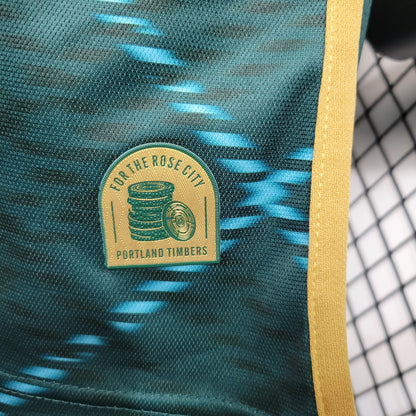 FOR THE ROSE CITY
PORTLAND TIMBERS